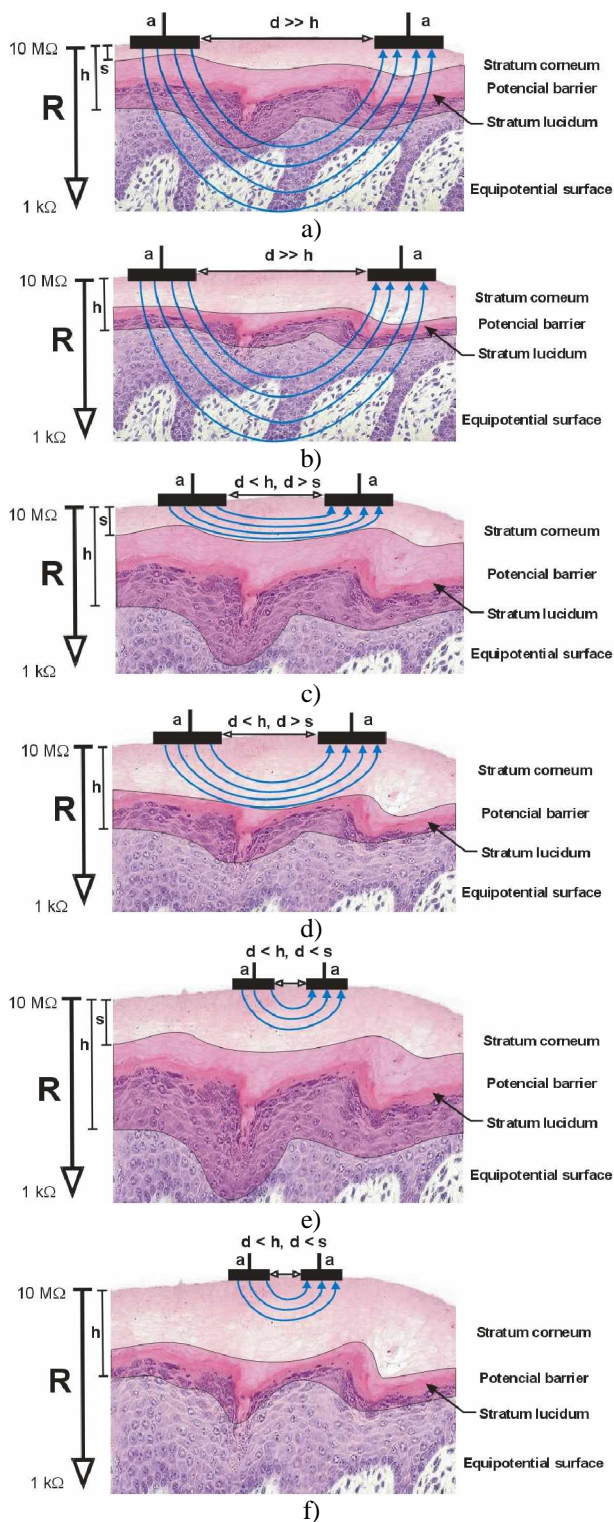 a
d >> h
a
10 MΩ
h
s
Stratum corneum
Potencial barrier
R
Stratum lucidum
Equipotential surface
1 kΩ
a)
a
d >> h
a
10 MΩ
h
Stratum corneum
Potencial barrier
R
Stratum lucidum
Equipotential surface
1 kΩ
b)
a
d < h, d > s
a
10 MΩ
s
h
Stratum corneum
R
Potencial barrier
Stratum lucidum
Equipotential surface
1 kΩ
c)
a
d < h, d > s
a
10 MΩ
h
Stratum corneum
R
Potencial barrier
Stratum lucidum
Equipotential surface
1 kΩ
d)
d < h, d < s
a
a
10 MΩ
s
h
Stratum corneum
R
Potencial barrier
Stratum lucidum
Equipotential surface
1 kΩ
e)
d < h, d < s
a
a
10 MΩ
h
Stratum corneum
R
Potencial barrier
Stratum lucidum
Equipotential surface
1 kΩ
f)